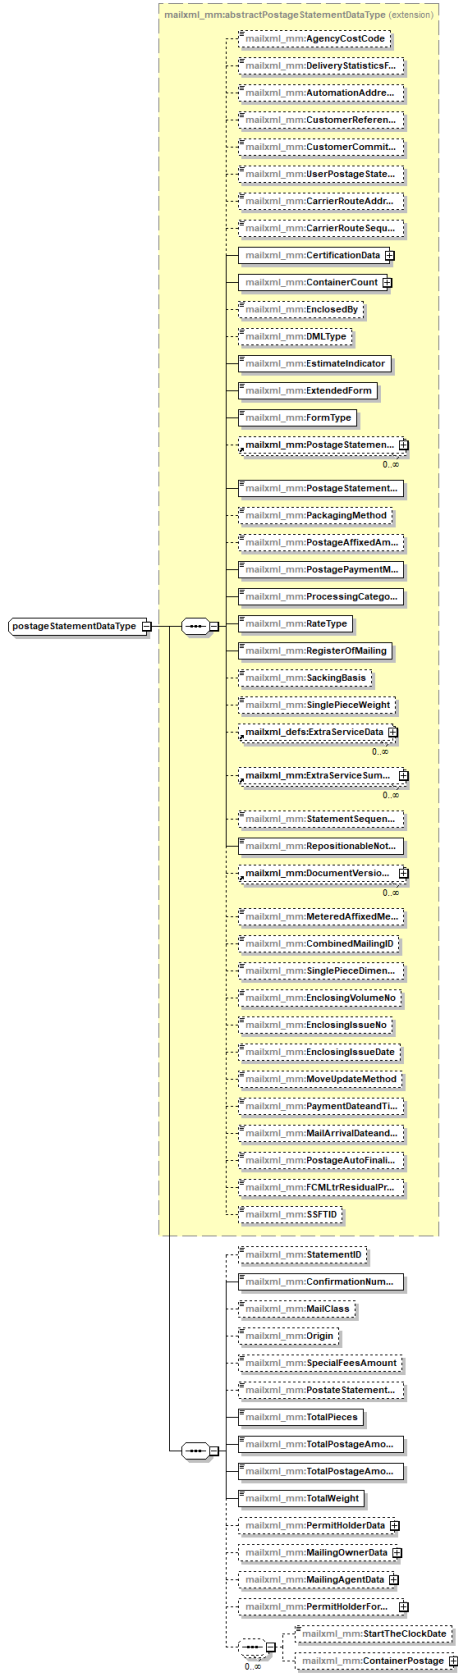 mailxml_mm:abstractPostageStatementDataType (extension)
mailxml_mm:AgencyCostCode
mailxml_mm:DeliveryStatisticsF...
mailxml_mm:AutomationAddre...
mailxml_mm:CustomerReferen...
mailxml_mm:CustomerCommit...
mailxml_mm:UserPostageState...
mailxml_mm:CarrierRouteAddr...
mailxml_mm:CarrierRouteSequ...
mailxml_mm:CertificationData
mailxml_mm:ContainerCount
mailxml_mm:EnclosedBy
mailxml_mm:DMLType
mailxml_mm:EstimateIndicator
mailxml_mm:ExtendedForm
mailxml_mm:FormType
mailxml_mm:PostageStatemen...
0..∞
mailxml_mm:PostageStatement...
mailxml_mm:PackagingMethod
mailxml_mm:PostageAffixedAm...
mailxml_mm:PostagePaymentM...
mailxml_mm:ProcessingCatego...
postageStatementDataType
mailxml_mm:RateType
mailxml_mm:RegisterOfMailing
mailxml_mm:SackingBasis
mailxml_mm:SinglePieceWeight
mailxml_defs:ExtraServiceData
0..∞
mailxml_mm:ExtraServiceSum...
0..∞
mailxml_mm:StatementSequen...
mailxml_mm:RepositionableNot...
mailxml_mm:DocumentVersio...
0..∞
mailxml_mm:MeteredAffixedMe...
mailxml_mm:CombinedMailingID
mailxml_mm:SinglePieceDimen...
mailxml_mm:EnclosingVolumeNo
mailxml_mm:EnclosingIssueNo
mailxml_mm:EnclosingIssueDate
mailxml_mm:MoveUpdateMethod
mailxml_mm:PaymentDateandTi...
mailxml_mm:MailArrivalDateand...
mailxml_mm:PostageAutoFinali...
mailxml_mm:FCMLtrResidualPr...
mailxml_mm:SSFTID
mailxml_mm:StatementID
mailxml_mm:ConfirmationNum...
mailxml_mm:MailClass
mailxml_mm:Origin
mailxml_mm:SpecialFeesAmount
mailxml_mm:PostateStatement...
mailxml_mm:TotalPieces
mailxml_mm:TotalPostageAmo...
mailxml_mm:TotalPostageAmo...
mailxml_mm:TotalWeight
mailxml_mm:PermitHolderData
mailxml_mm:MailingOwnerData
mailxml_mm:MailingAgentData
mailxml_mm:PermitHolderFor...
mailxml_mm:StartTheClockDate
0..∞
mailxml_mm:ContainerPostage